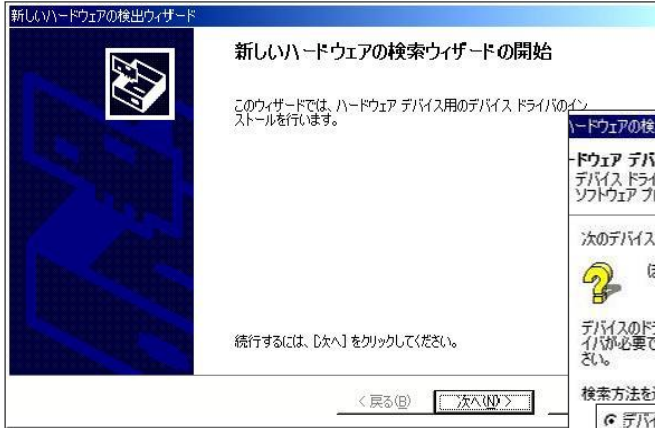 新しいハードウェアの検出ウィザード
新しいハードウェアの検索ウィザードの開始
このウィザードでは、ハードウェア デバイス用のデバイス ドライバのイン
ストールを行います。
続行するには、[次へ] をクリックしてください。
< 戻る(B)
次へ(N) >
ードウェアの検
ードウェア デバ
デバイス ドライ
ソフトウェア プ
次のデバイス
デバイスのド
イバが必要で
さい。
検索方法を
デバイ